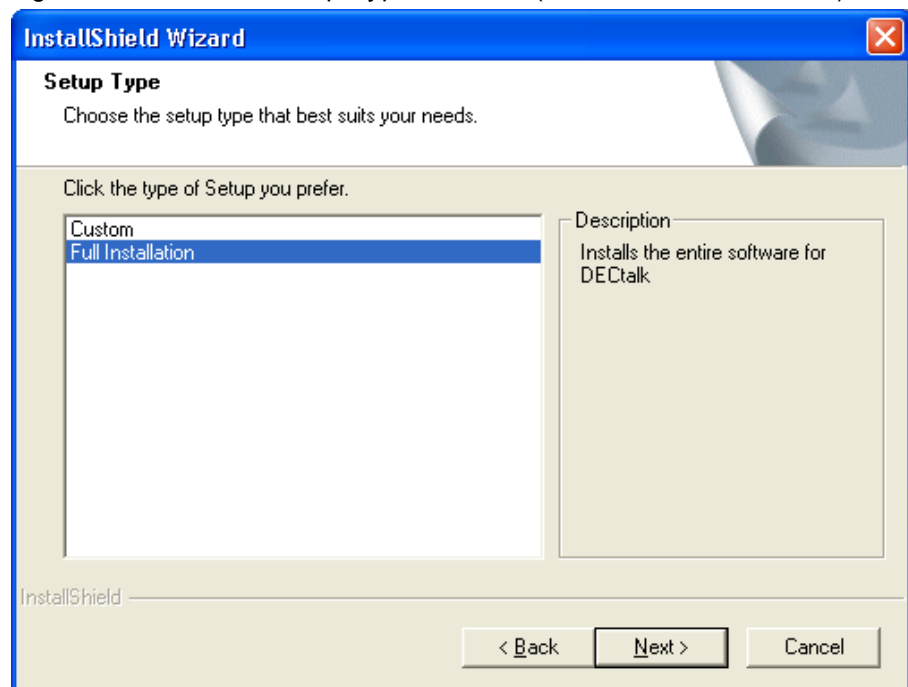 InstallShield Wizard
Setup Type
Choose the setup type that best suits your needs.
Click the type of Setup you prefer.
Custom
Full Installation
Description
Installs the entire software for
DECtalk
InstallShield
< Back
Next >
Cancel